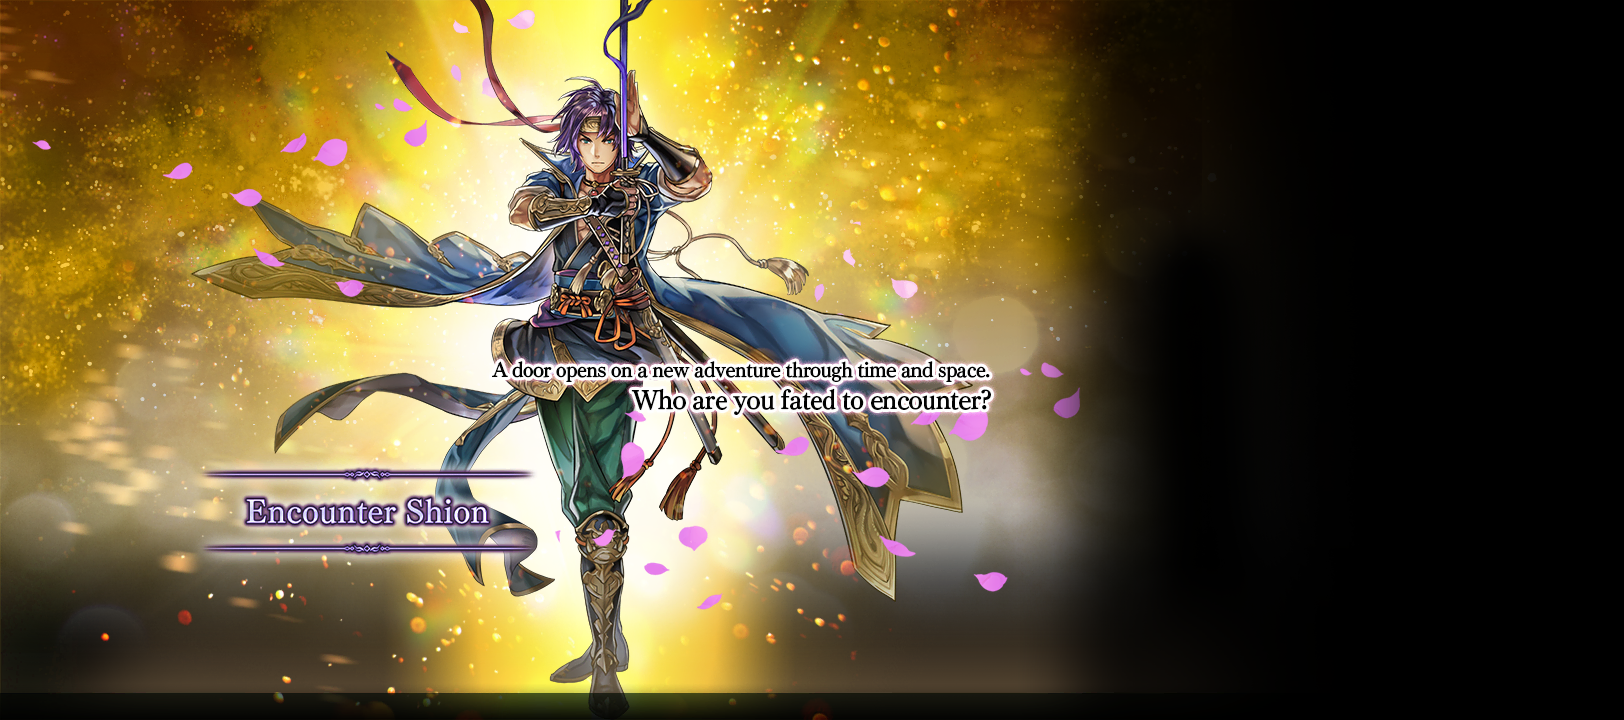 A door opens on a new adventure through time and space.
Who are you fated to encounter?
Encounter Shion